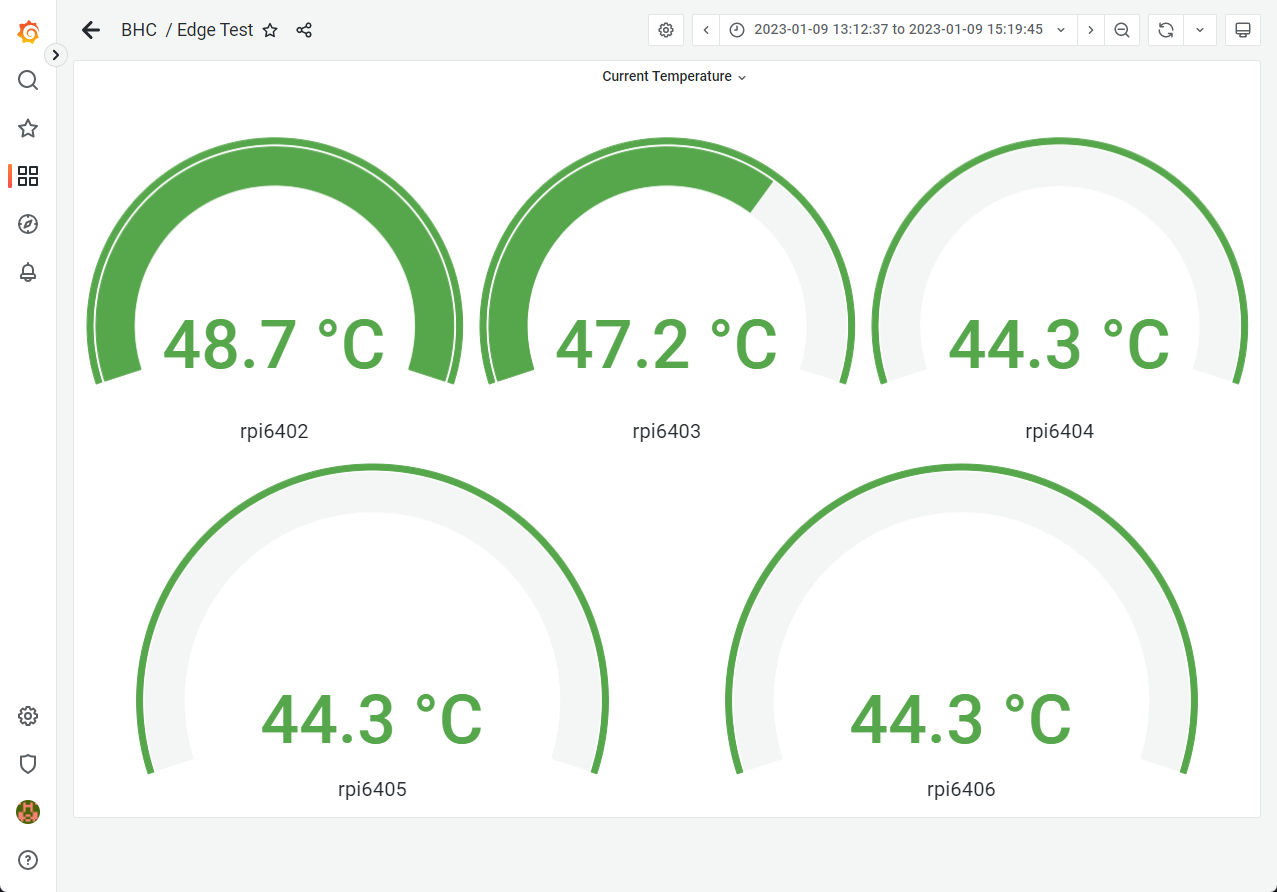 BHC / Edge Test
2023-01-09 13:12:37 to 2023-01-09 15:19:45
Current Temperature
48.7 °C
47.2 °C
44.3 °C
rpi6402
rpi6403
rpi6404
44.3 °C
44.3 °C
rpi6405
rpi6406